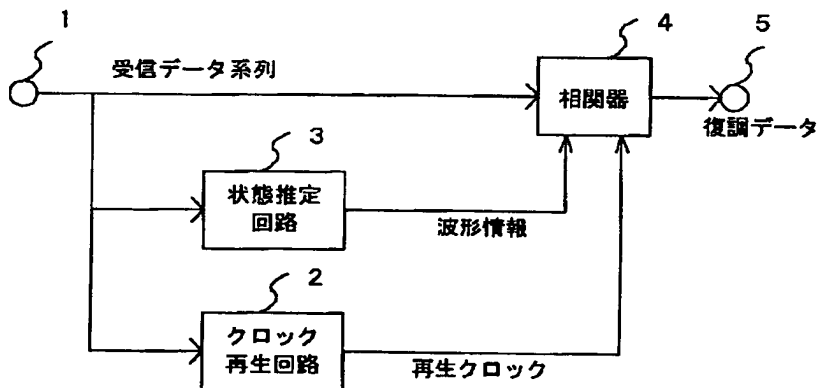 1
4
5
受信データ系列
相関器
復調データ
3
状態推定
回路
波形情報
2
クロック
再生回路
再生クロック